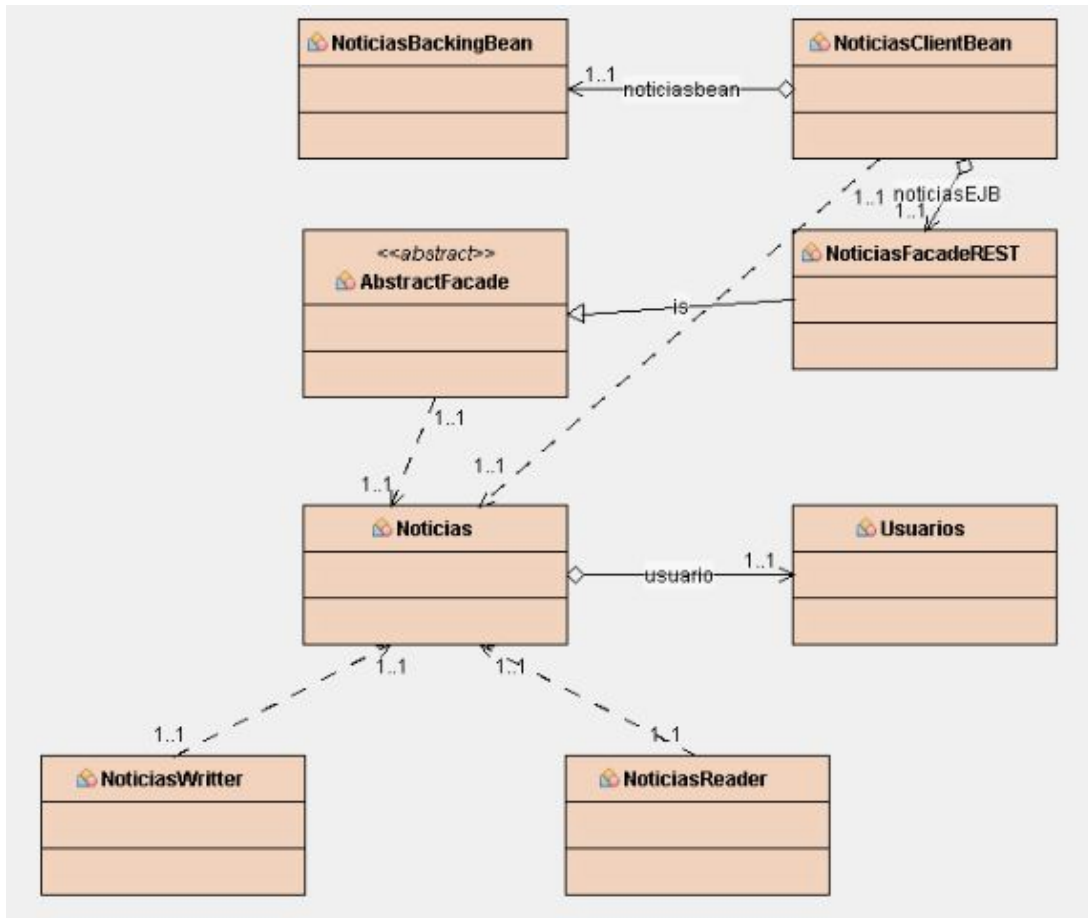 NoticiasBackingBean
NoticiasClientBean
1..1
noticiasbean
1..1
noticiasEJB
1..1
<<abstract>>
AbstractFacade
NoticiasFacadeREST
is
1..1
1..1
1..1
Noticias
Usuarios
usuario
1..1
1..1
1..1
1..1
1..1
NoticiasWritter
NoticiasReader